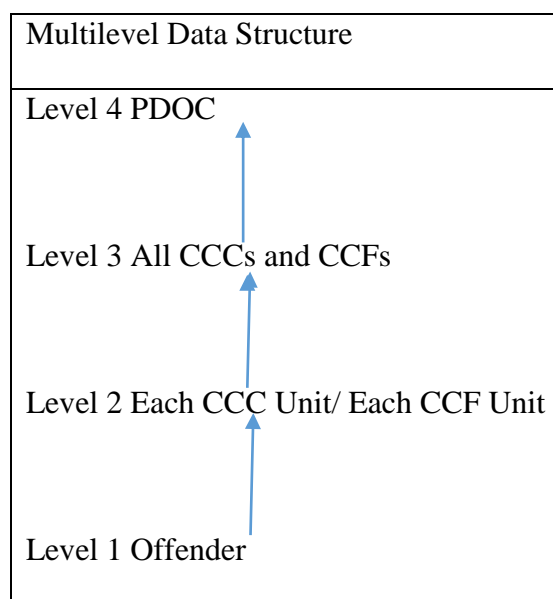 Multilevel Data Structure
Level 4 PDOC
Level 3 All CCCs and CCFs
Level 2 Each CCC Unit/ Each CCF Unit
Level 1 Offender